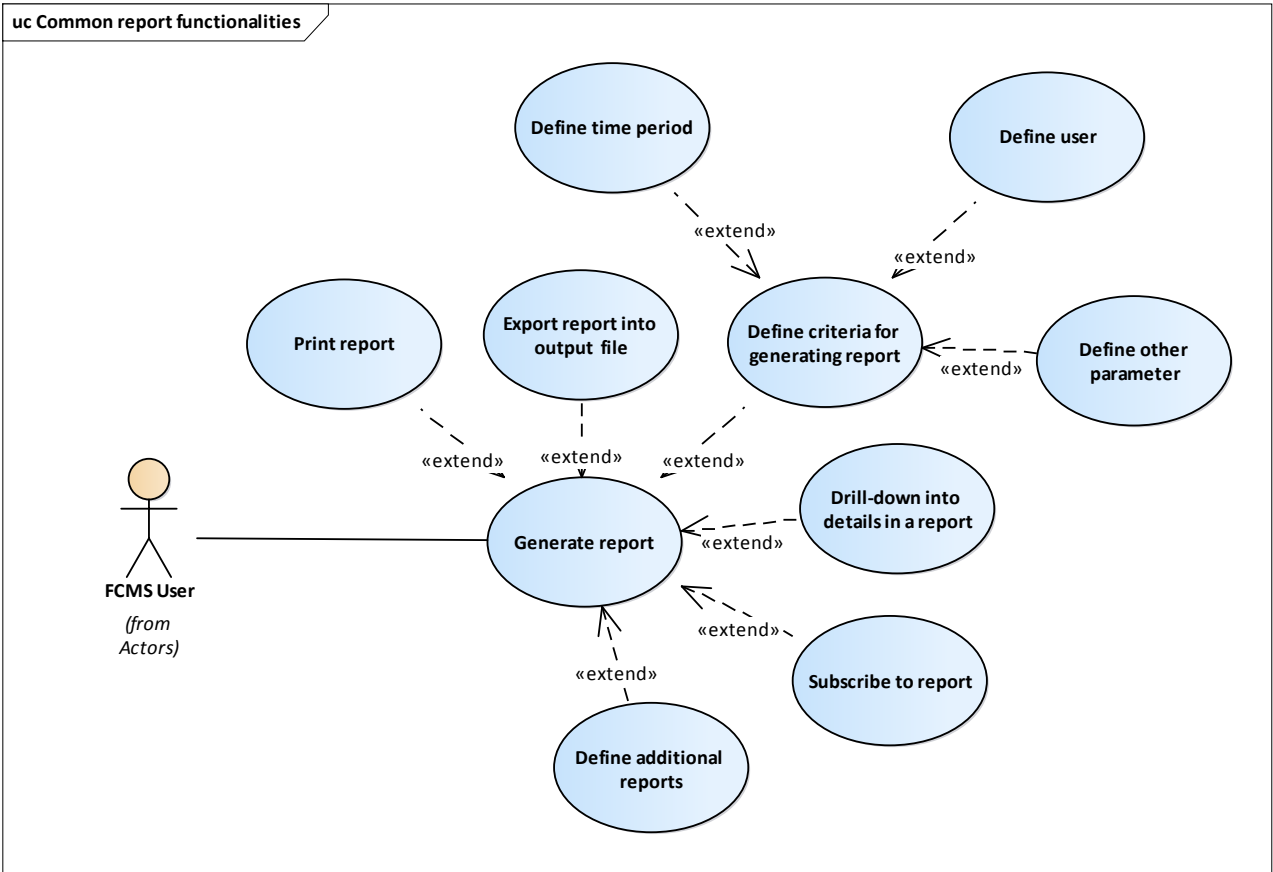 uc Common report functionalities
Define time period
Define user
«extend»
«extend»
Print report
Export report into
output file
Define criteria for
generating report
Define other
parameter
«extend»
«extend»
«extend»
«extend»
Drill-down into
details in a report
Generate report
«extend»
FCMS User
(from
Actors)
«extend»
Subscribe to report
«extend»
Define additional
reports